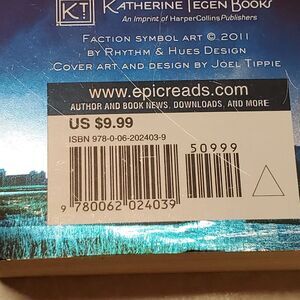 KT
KATHERINE TEGEN BOOKS
An Imprint of HarperCollinsPublishers
FACTION SYMBOL ART © 2011
BY RHYTHM & HUES DESIGN
COVER ART AND DESIGN BY JOEL TIPPIE
www.epicreads.com
AUTHOR AND BOOK NEWS, DOWNLOADS, AND MORE
US $9.99
ISBN 978-0-06-202403-9
50999
9 780062 024039